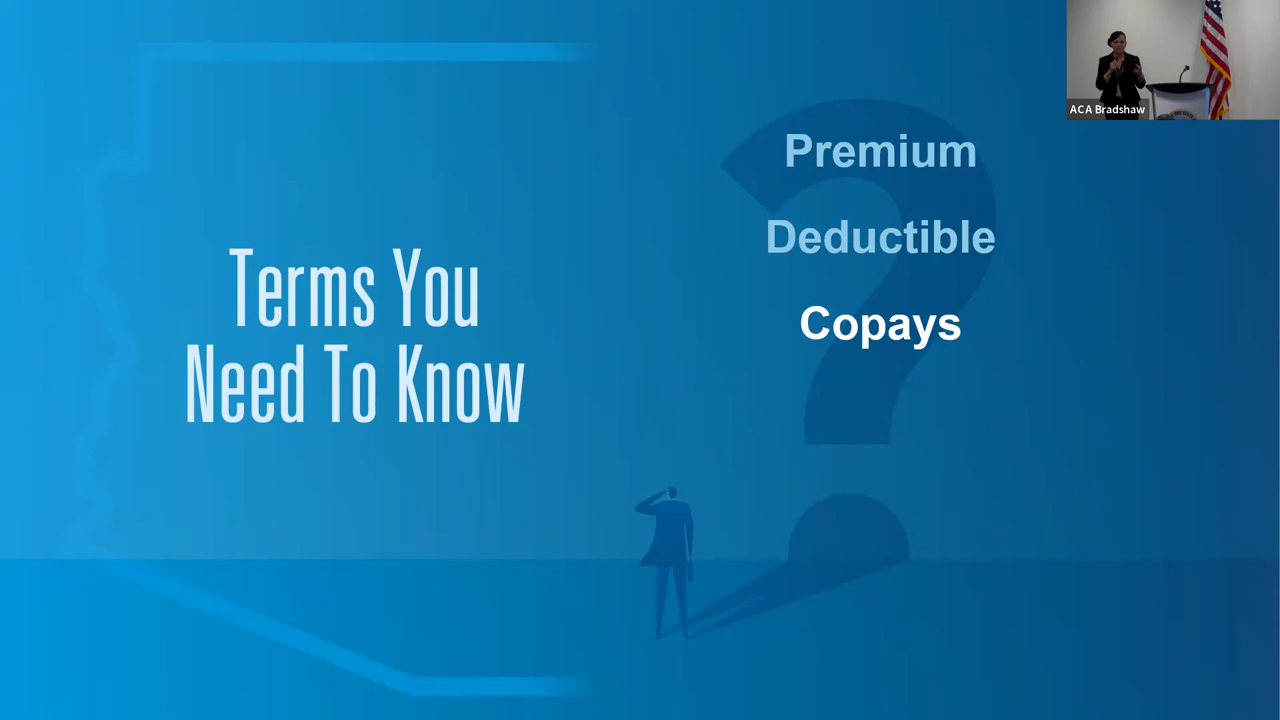 ACA Bradshaw
Premium
Deductible
Copays
Terms You
Need To Know